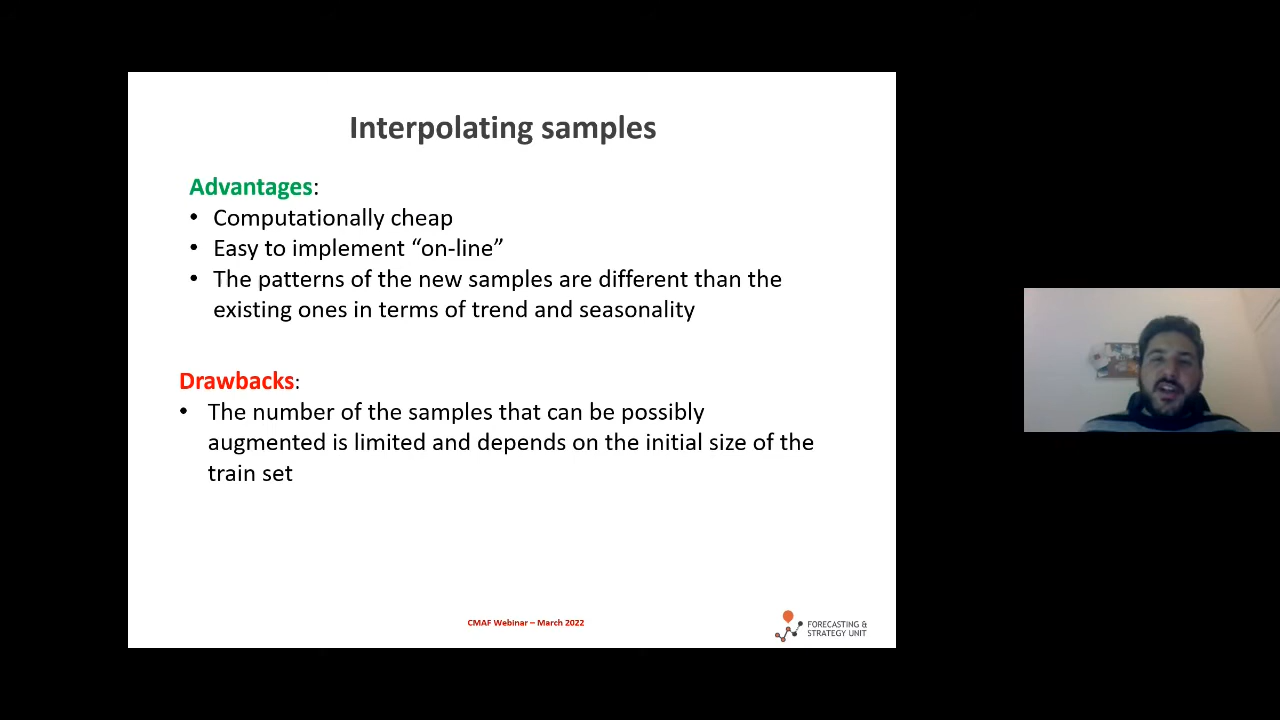 Interpolating samples
Advantages:
• Computationally cheap
• Easy to implement “on-line”
• The patterns of the new samples are different than the
existing ones in terms of trend and seasonality
Drawbacks:
• The number of the samples that can be possibly
augmented is limited and depends on the initial size of the
train set
CMAF Webinar – March 2022
FORECASTING &
STRATEGY UNIT